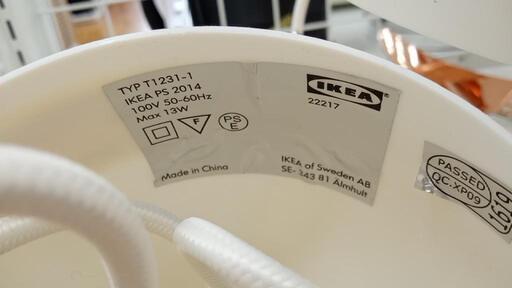 TYP T1231-1
IKEA PS 2014
100V 50-60Hz
Max 13W
F
PS
E
Made in China
IKEA
22217
IKEA of Sweden AB
SE-343 81 Älmhult
PASSED
QC.XP09
1619